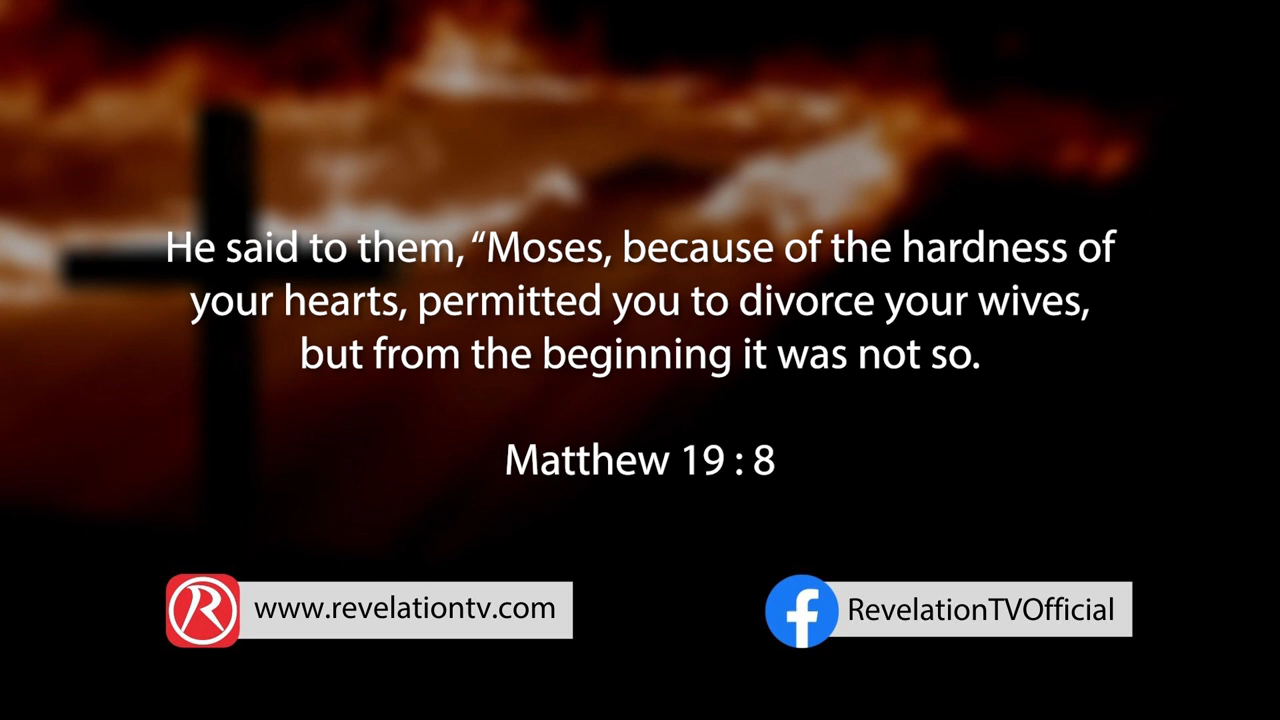 He said to them, “Moses, because of the hardness of
your hearts, permitted you to divorce your wives,
but from the beginning it was not so.
Matthew 19 : 8
www.revelationtv.com
RevelationTVOfficial